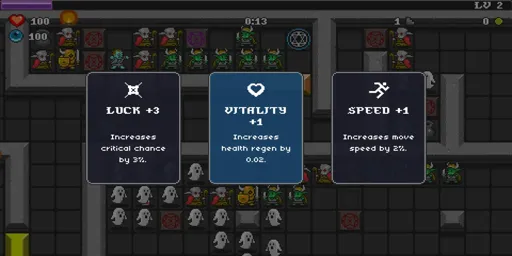 LV 2
100
0:13
1
0
100
LUCK +3
Increases
critical chance
by 3%.
VITALITY
+1
Increases
health regen by
0.02.
SPEED +1
Increases move
speed by 2%.